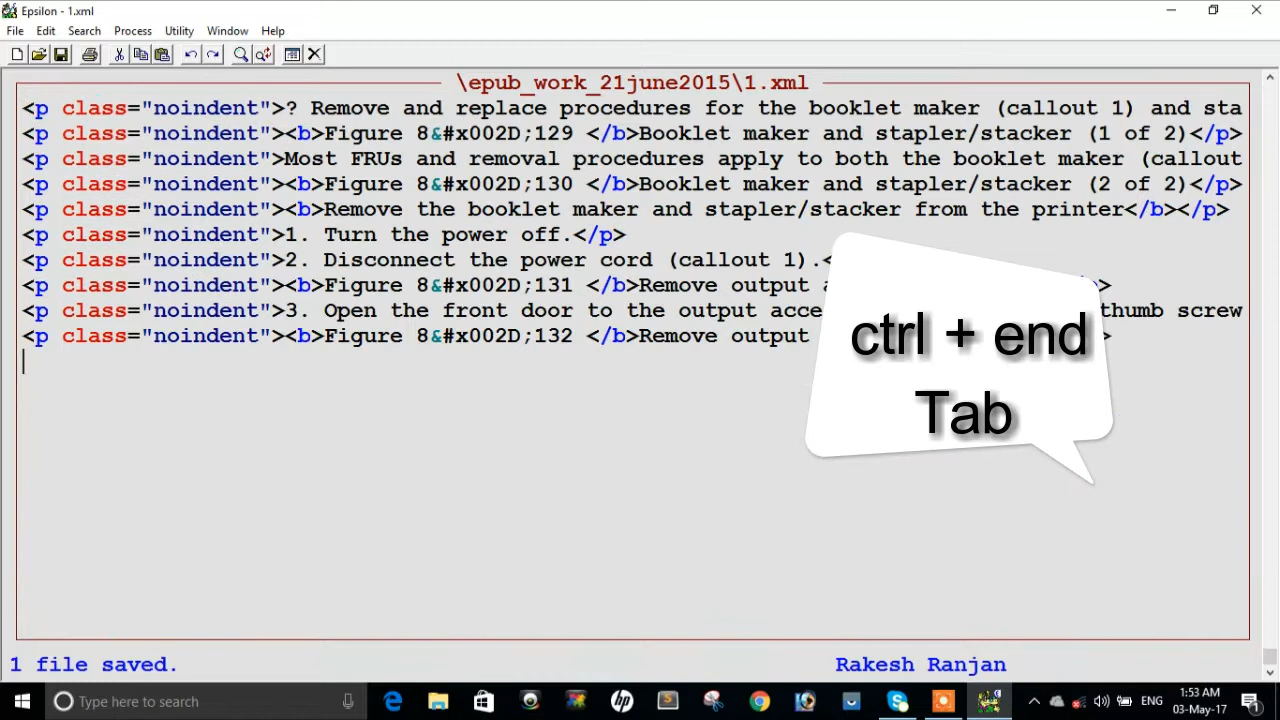 Epsilon - 1.xml
File Edit Search Process Utility Window Help
\epub_work_21june2015\1.xml
<p class="noindent">? Remove and replace procedures for the booklet maker (callout 1) and sta
<p class="noindent"><b>Figure 8&#x002D;129 </b>Booklet maker and stapler/stacker (1 of 2)</p>
<p class="noindent">Most FRUs and removal procedures apply to both the booklet maker (callout
<p class="noindent"><b>Figure 8&#x002D;130 </b>Booklet maker and stapler/stacker (2 of 2)</p>
<p class="noindent"><b>Remove the booklet maker and stapler/stacker from the printer</b></p>
<p class="noindent">1. Turn the power off.</p>
<p class="noindent">2. Disconnect the power cord (callout 1).<
<p class="noindent"><b>Figure 8&#x002D;131 </b>Remove output
<p class="noindent">3. Open the front door to the output acce thumb screw
<p class="noindent"><b>Figure 8&#x002D;132 </b>Remove output
ctrl + end
Tab
1 file saved.
Rakesh Ranjan
Type here to search
ENG
1:53 AM
03-May-17
1